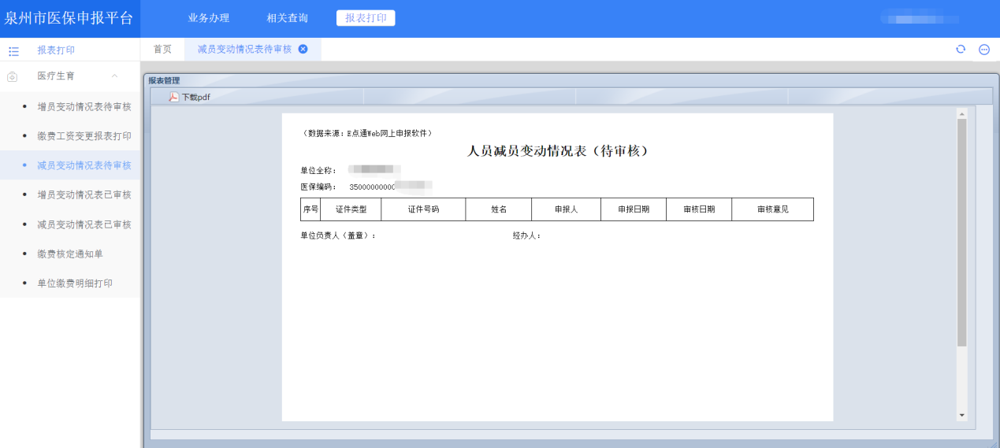 泉州市医保申报平台
业务办理
相关查询
报表打印
报表打印
首页
减员变动情况表待审核
医疗生育
增员变动情况表待审核
缴费工资变更报表打印
减员变动情况表待审核
增员变动情况表已审核
减员变动情况表已审核
缴费核定通知单
单位缴费明细打印
报表管理
下载pdf
（数据来源：E点通Web网上申报软件）
人员减员变动情况表（待审核）
单位全称：
医保编码： 3500000000
序号 证件类型 证件号码 姓名 申报人 申报日期 审核日期 审核意见
单位负责人（盖章）： 经办人：